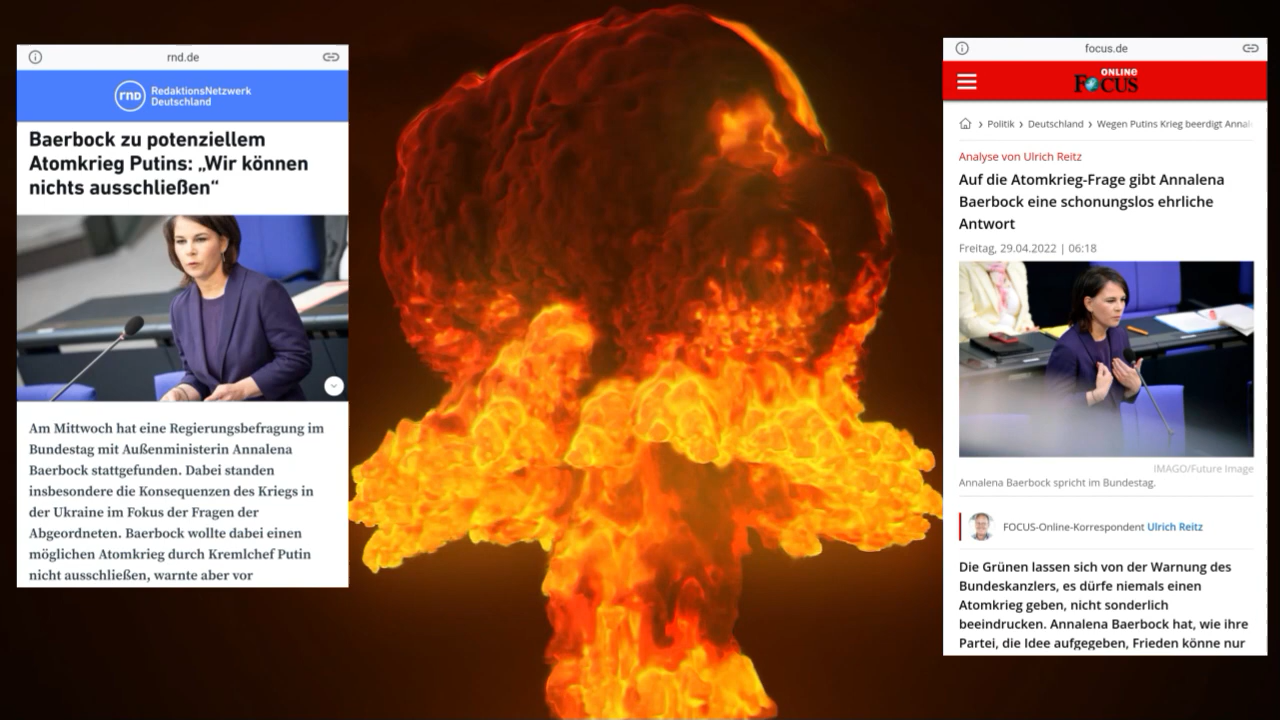 rnd.de
rnd
RedaktionsNetzwerk
Deutschland
Baerbock zu potenziellem
Atomkrieg Putins: „Wir können
nichts ausschließen“
Am Mittwoch hat eine Regierungsbefragung im
Bundestag mit Außenministerin Annalena
Baerbock stattgefunden. Dabei standen
insbesondere die Konsequenzen des Kriegs in
der Ukraine im Fokus der Fragen der
Abgeordneten. Baerbock wollte dabei einen
möglichen Atomkrieg durch Kremlchef Putin
nicht ausschließen, warnte aber vor
focus.de
ONLINE
FOCUS
Politik > Deutschland > Wegen Putins Krieg beerdigt Annal
Analyse von Ulrich Reitz
Auf die Atomkrieg-Frage gibt Annalena
Baerbock eine schonungslos ehrliche
Antwort
Freitag, 29.04.2022 | 06:18
IMAGO/Future Image
Annalena Baerbock spricht im Bundestag.
FOCUS-Online-Korrespondent Ulrich Reitz
Die Grünen lassen sich von der Warnung des
Bundeskanzlers, es dürfe niemals einen
Atomkrieg geben, nicht sonderlich
beeindrucken. Annalena Baerbock hat, wie ihre
Partei, die Idee aufgegeben, Frieden könne nur